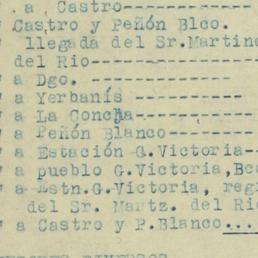 " a Castro-----------
" Castro y Peñón Blco.
llegada del Sr.Martine
del Rio------------
" a Dgo. -----------
" a Yerbanís-----------
" a La Concha-----------
" a Peñón Blanco--------
" a Estación G.Victoria--
" a pueblo G.Victoria,Bc
" a Estn.G.Victoria, reg
del Sr. Martz. del Ri
" a Castro y P.Blanco....